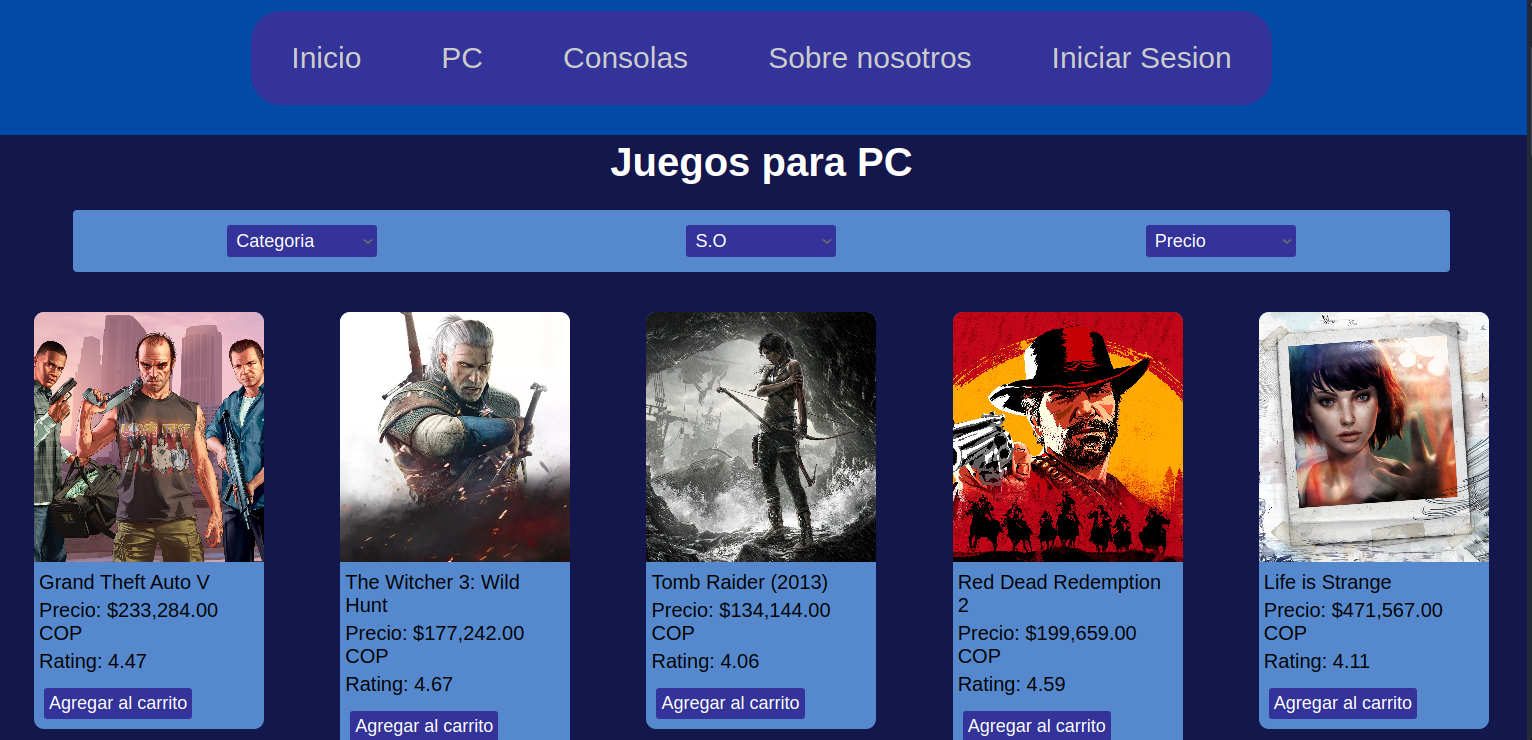 Inicio PC Consolas Sobre nosotros Iniciar Sesion
Juegos para PC
Categoria S.O Precio
Grand Theft Auto V
Precio: $233,284.00
COP
Rating: 4.47
Agregar al carrito
The Witcher 3: Wild
Hunt
Precio: $177,242.00
COP
Rating: 4.67
Agregar al carrito
Tomb Raider (2013)
Precio: $134,144.00
COP
Rating: 4.06
Agregar al carrito
Red Dead Redemption
2
Precio: $199,659.00
COP
Rating: 4.59
Agregar al carrito
Life is Strange
Precio: $471,567.00
COP
Rating: 4.11
Agregar al carrito